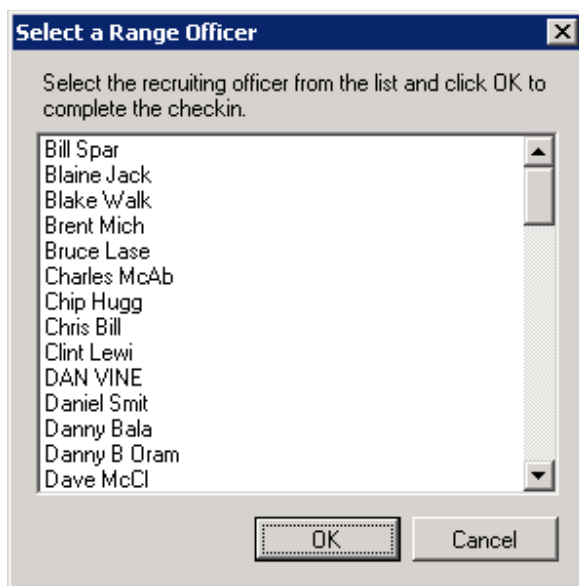 Select a Range Officer
Select the recruiting officer from the list and click OK to
complete the checkin.
Bill Spar
Blaine Jack
Blake Walk
Brent Mich
Bruce Lase
Charles McAb
Chip Hugg
Chris Bill
Clint Lewi
DAN VINE
Daniel Smit
Danny Bala
Danny B Oram
Dave McCl
OK
Cancel